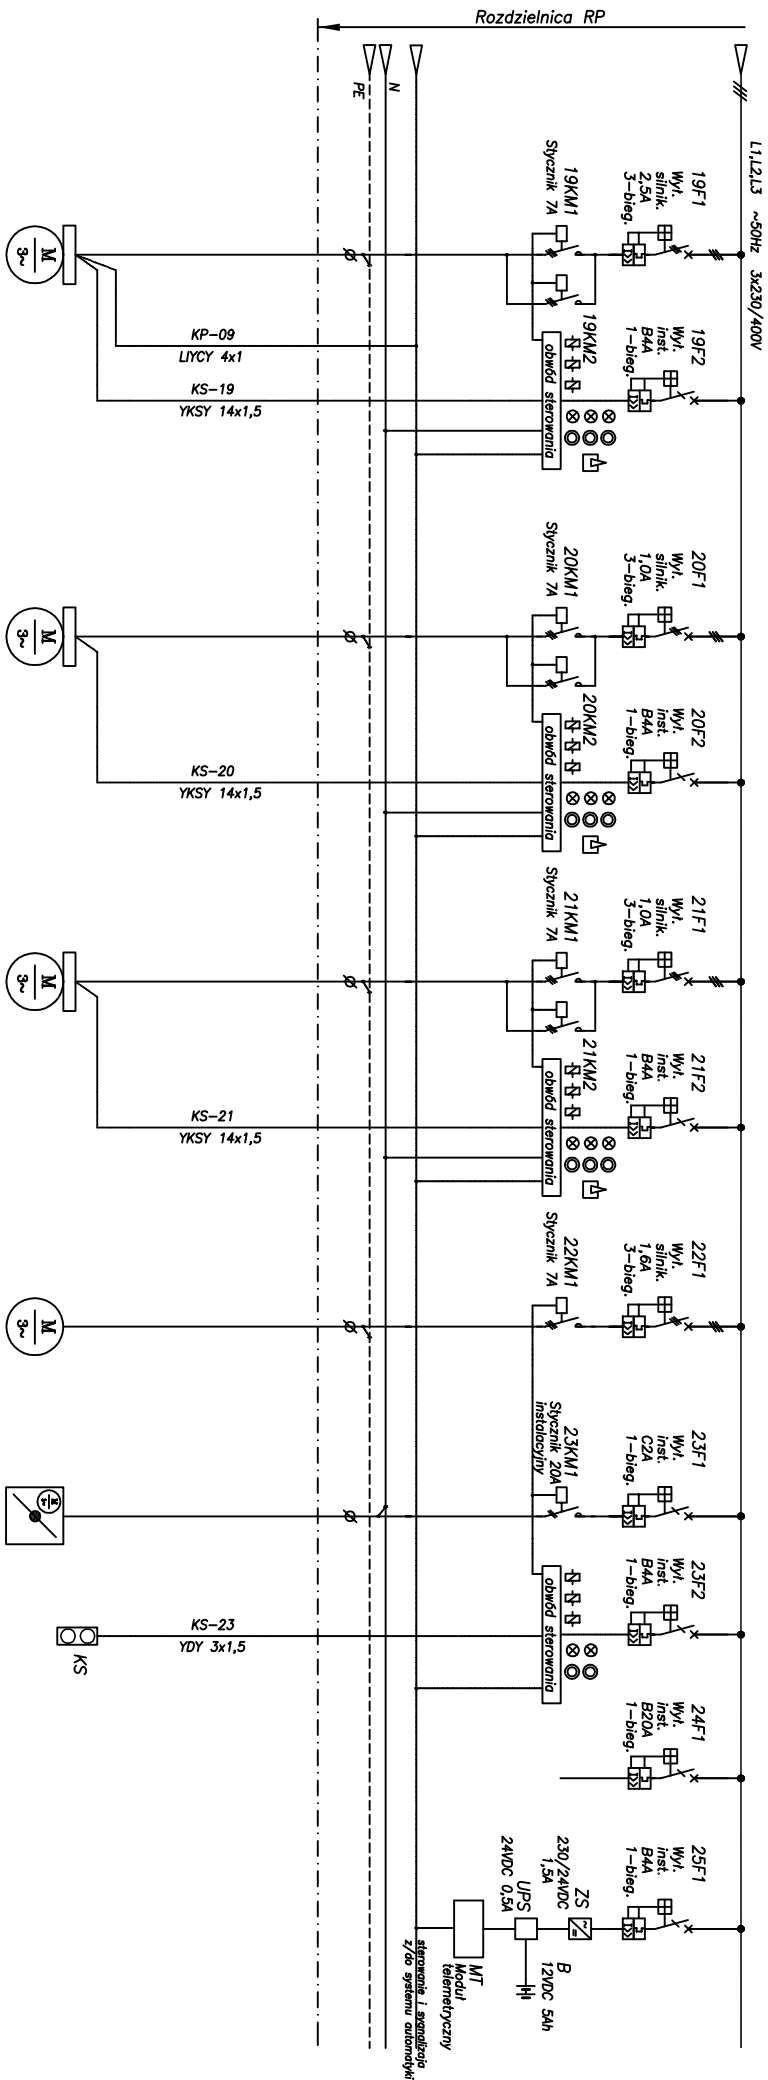 Rozdzielnica RP
L1,L2,L3 ~50Hz 3x230/400V
N
PE
19F1
Wył.
silnik.
2,5A
3-bieg.
19F2
Wył.
inst.
B4A
1-bieg.
19KM1
Stycznik 7A
19KM2
obwód sterowania
KP-09
LIYCY 4x1
KS-19
YKSY 14x1,5
M
3~
20F1
Wył.
silnik.
1,0A
3-bieg.
20F2
Wył.
inst.
B4A
1-bieg.
20KM1
Stycznik 7A
20KM2
obwód sterowania
KS-20
YKSY 14x1,5
M
3~
21F1
Wył.
silnik.
1,0A
3-bieg.
21F2
Wył.
inst.
B4A
1-bieg.
21KM1
Stycznik 7A
21KM2
obwód sterowania
KS-21
YKSY 14x1,5
M
3~
22F1
Wył.
silnik.
1,6A
3-bieg.
22KM1
Stycznik 7A
M
3~
23F1
Wył.
inst.
C2A
1-bieg.
23KM1
Stycznik 20A
instalacyjny
M
3~
23F2
Wył.
inst.
B4A
1-bieg.
obwód sterowania
KS-23
YDY 3x1,5
KS
24F1
Wył.
inst.
B20A
1-bieg.
25F1
Wył.
inst.
B4A
1-bieg.
ZS
230/24VDC
1,5A
UPS
24VDC 0,5A
B
12VDC 5Ah
MT
Moduł
telemetryczny
sterowanie i sygnalizacja
z/do systemu automatyki